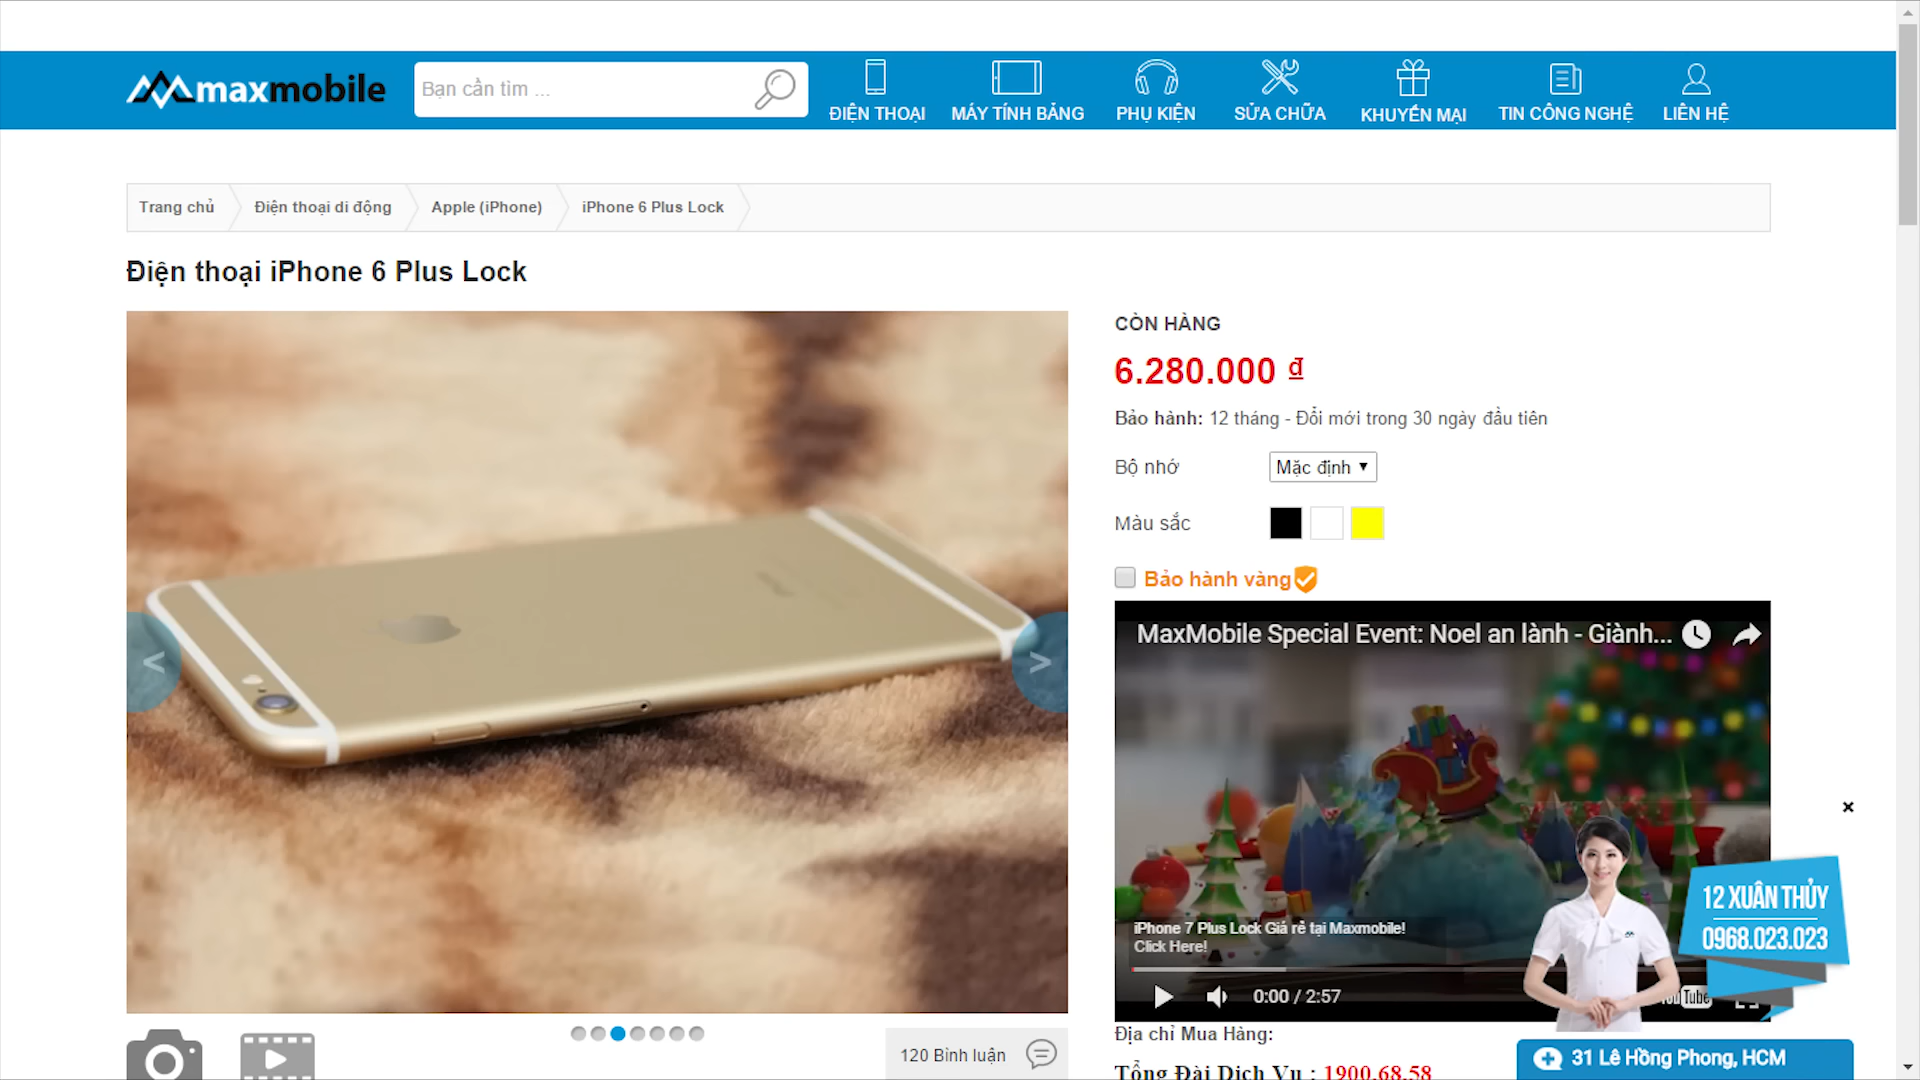 maxmobile
Bạn cần tìm ...
ĐIỆN THOẠI
MÁY TÍNH BẢNG
PHỤ KIỆN
SỬA CHỮA
KHUYẾN MẠI
TIN CÔNG NGHỆ
LIÊN HỆ
Trang chủ
Điện thoại di động
Apple (iPhone)
iPhone 6 Plus Lock
Điện thoại iPhone 6 Plus Lock
CÒN HÀNG
6.280.000 đ
Bảo hành: 12 tháng - Đổi mới trong 30 ngày đầu tiên
Bộ nhớ
Mặc định
Màu sắc
Bảo hành vàng
MaxMobile Special Event: Noel an lành - Giành...
iPhone 7 Plus Lock Giá rẻ tại Maxmobile!
Click Here!
0:00 / 2:57
12 XUÂN THỦY
0968.023.023
120 Bình luận
Địa chỉ Mua Hàng:
Tổng Đài Dịch Vụ : 1900.68.58
31 Lê Hồng Phong, HCM